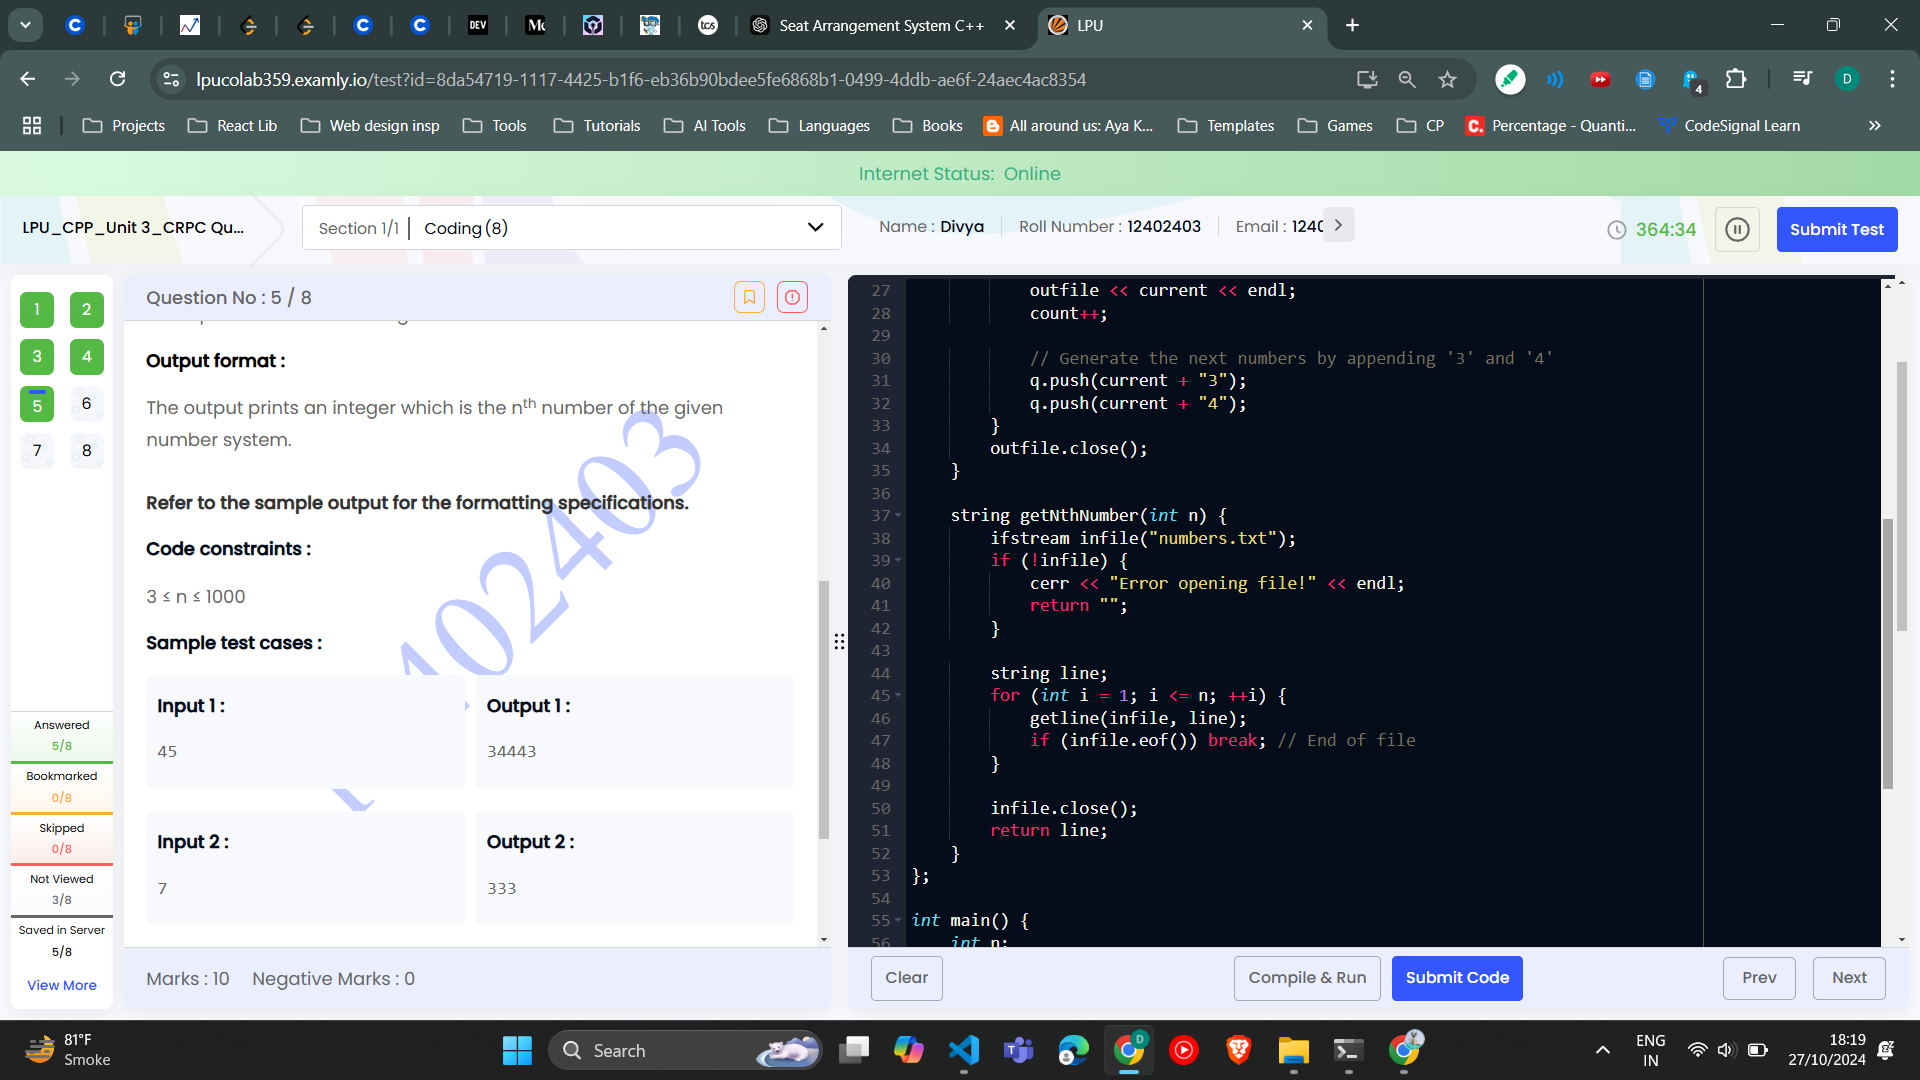 DEV
tcs
Seat Arrangement System C++
LPU
lpucolab359.examly.io/test?id=8da54719-1117-4425-b1f6-eb36b90bdee5fe6868b1-0499-4ddb-ae6f-24aec4ac8354
4
D
Projects
React Lib
Web design insp
Tools
Tutorials
AI Tools
Languages
Books
All around us: Aya K...
Templates
Games
CP
Percentage - Quanti...
CodeSignal Learn
Internet Status: Online
LPU_CPP_Unit 3_CRPC Qu...
Section 1/1 | Coding (8)
Name : Divya
Roll Number : 12402403
Email : 1240
364:34
Submit Test
1 2
3 4
5 6
7 8
Answered
5/8
Bookmarked
0/8
Skipped
0/8
Not Viewed
3/8
Saved in Server
5/8
View More
Question No : 5 / 8
Output format :
The output prints an integer which is the nth number of the given
number system.
Refer to the sample output for the formatting specifications.
Code constraints :
3 ≤ n ≤ 1000
Sample test cases :
Input 1 :
45
Output 1 :
34443
Input 2 :
7
Output 2 :
333
Marks : 10 Negative Marks : 0
27 outfile << current << endl;
28 count++;
29
30 // Generate the next numbers by appending '3' and '4'
31 q.push(current + "3");
32 q.push(current + "4");
33 }
34 outfile.close();
35 }
36
37 string getNthNumber(int n) {
38 ifstream infile("numbers.txt");
39 if (!infile) {
40 cerr << "Error opening file!" << endl;
41 return "";
42 }
43
44 string line;
45 for (int i = 1; i <= n; ++i) {
46 getline(infile, line);
47 if (infile.eof()) break; // End of file
48 }
49
50 infile.close();
51 return line;
52 }
53 };
54
55 int main() {
56 int n;
Clear
Compile & Run
Submit Code
Prev
Next
81°F
Smoke
Search
D
ENG
IN
18:19
27/10/2024